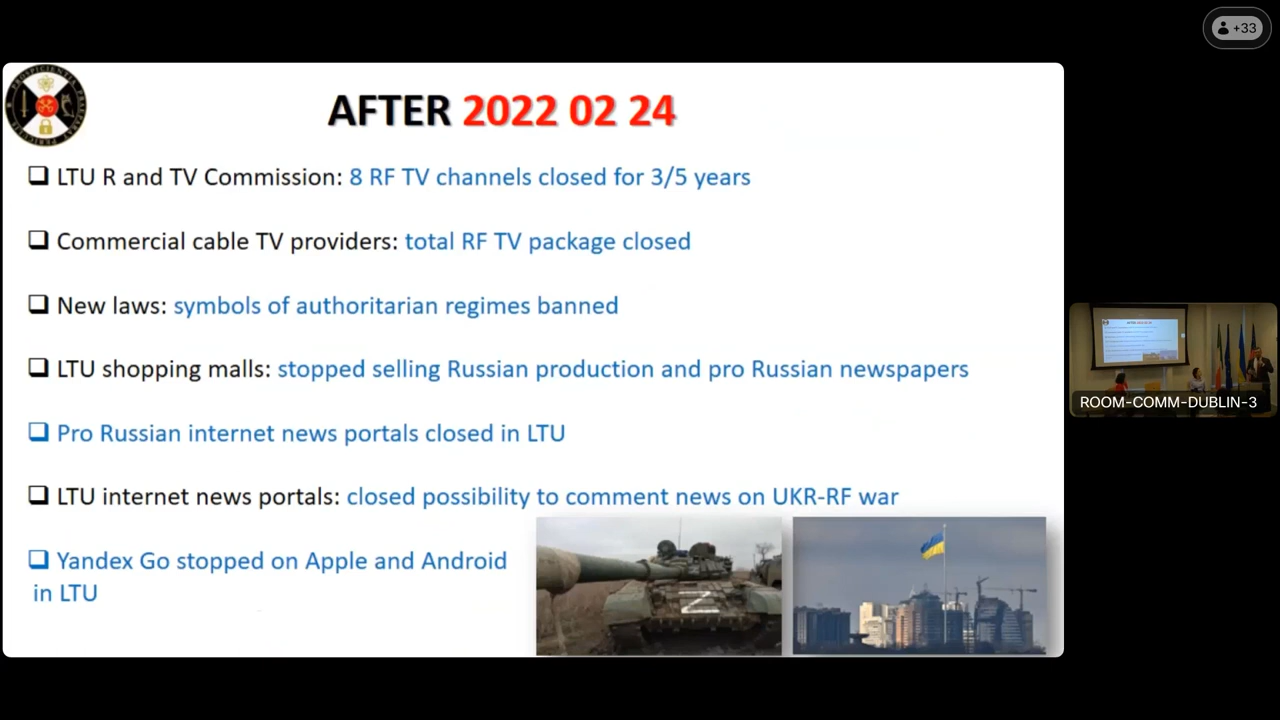 +33
AFTER 2022 02 24
LTU R and TV Commission: 8 RF TV channels closed for 3/5 years
Commercial cable TV providers: total RF TV package closed
New laws: symbols of authoritarian regimes banned
LTU shopping malls: stopped selling Russian production and pro Russian newspapers
Pro Russian internet news portals closed in LTU
LTU internet news portals: closed possibility to comment news on UKR-RF war
Yandex Go stopped on Apple and Android
in LTU
Z
ROOM-COMM-DUBLIN-3